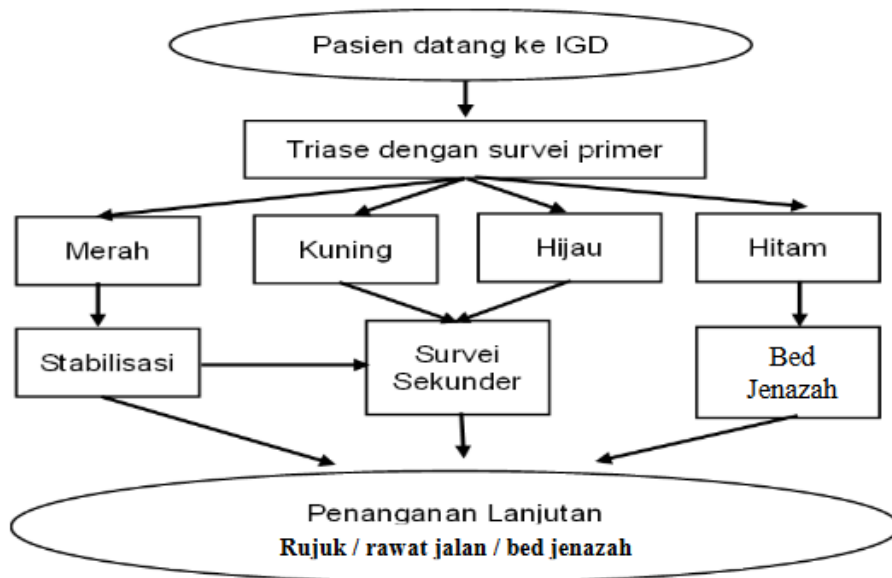 Pasien datang ke IGD
Triase dengan survei primer
Merah
Kuning
Hijau
Hitam
Stabilisasi
Survei
Sekunder
Bed
Jenazah
Penanganan Lanjutan
Rujuk / rawat jalan / bed jenazah